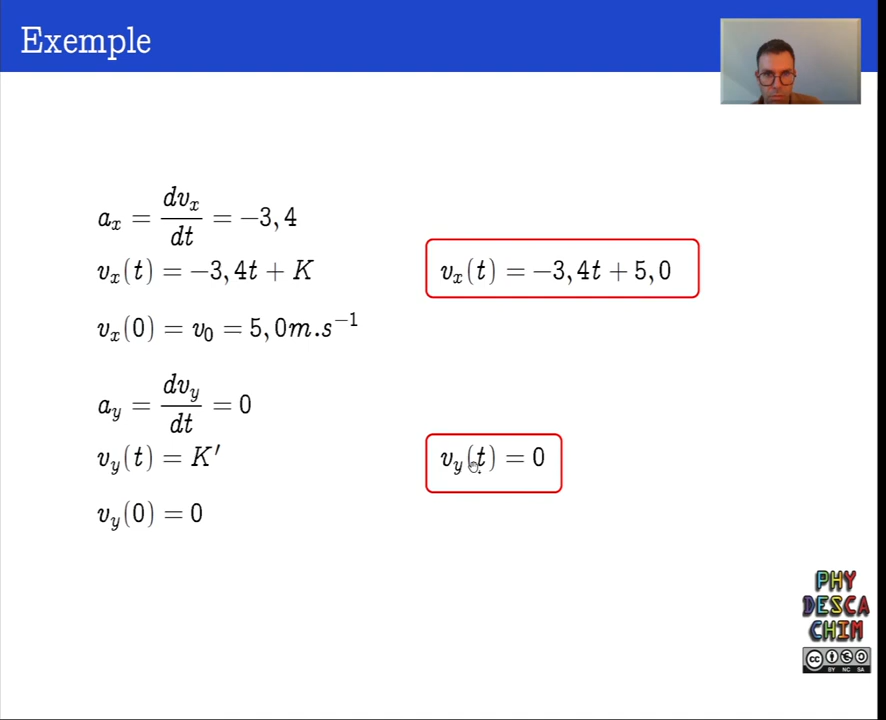 Exemple
a_x = dv_x/dt = −3,4
v_x(t) = −3,4t + K
v_x(t) = −3,4t + 5,0
v_x(0) = v_0 = 5,0m.s^−1
a_y = dv_y/dt = 0
v_y(t) = K′
v_y(t) = 0
v_y(0) = 0
PHY
DESCA
CHIM
cc
BY NC SA